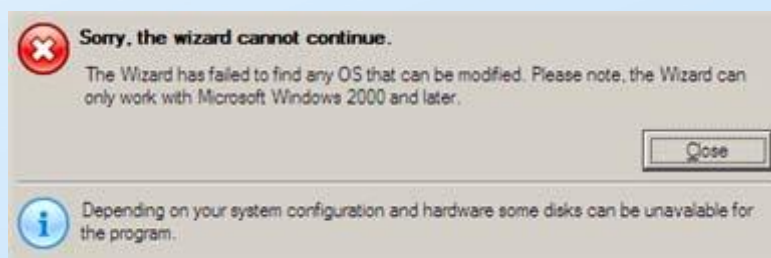 Sorry, the wizard cannot continue.
The Wizard has failed to find any OS that can be modified. Please note, the Wizard can
only work with Microsoft Windows 2000 and later.
Close
Depending on your system configuration and hardware some disks can be unavalable for
the program.